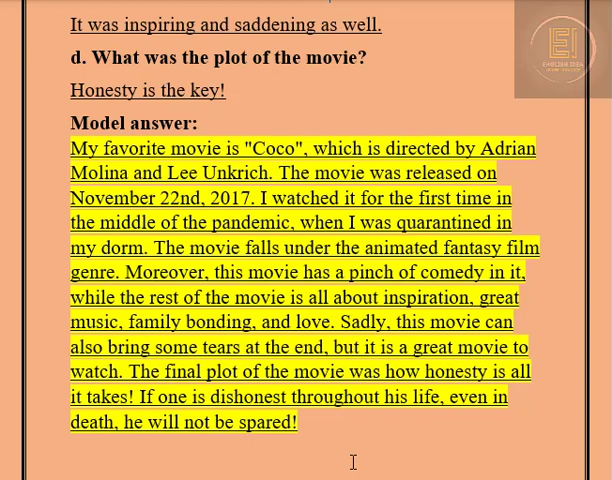 It was inspiring and saddening as well.
d. What was the plot of the movie?
Honesty is the key!
Model answer:
My favorite movie is "Coco", which is directed by Adrian
Molina and Lee Unkrich. The movie was released on
November 22nd, 2017. I watched it for the first time in
the middle of the pandemic, when I was quarantined in
my dorm. The movie falls under the animated fantasy film
genre. Moreover, this movie has a pinch of comedy in it,
while the rest of the movie is all about inspiration, great
music, family bonding, and love. Sadly, this movie can
also bring some tears at the end, but it is a great movie to
watch. The final plot of the movie was how honesty is all
it takes! If one is dishonest throughout his life, even in
death, he will not be spared!